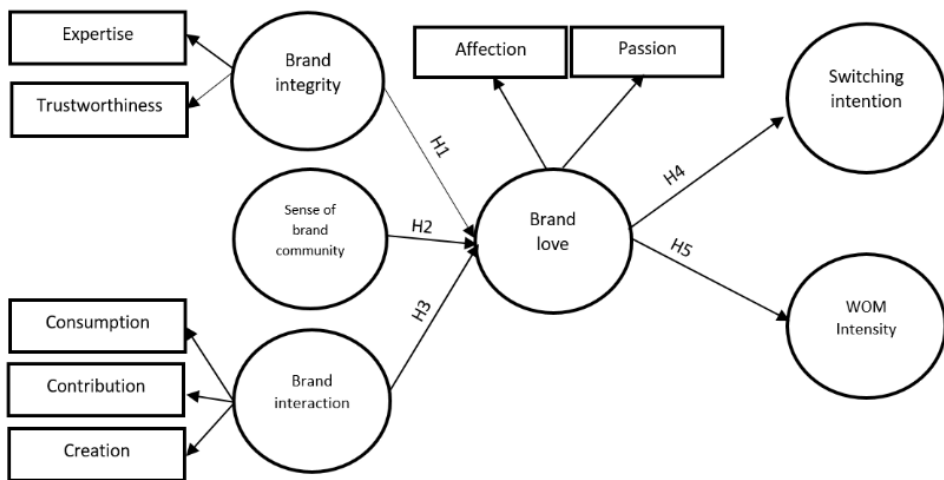 Expertise
Trustworthiness
Brand
integrity
Affection
Passion
Switching
intention
H1
Sense of
brand
community
H2
Brand
love
H4
H5
H3
WOM
Intensity
Consumption
Contribution
Creation
Brand
interaction